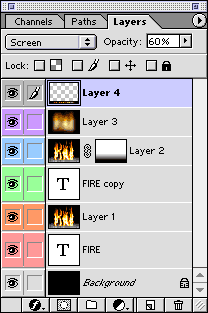 Channels Paths Layers
Screen Opacity: 60%
Lock:
Layer 4
Layer 3
Layer 2
T FIRE copy
Layer 1
T FIRE
Background